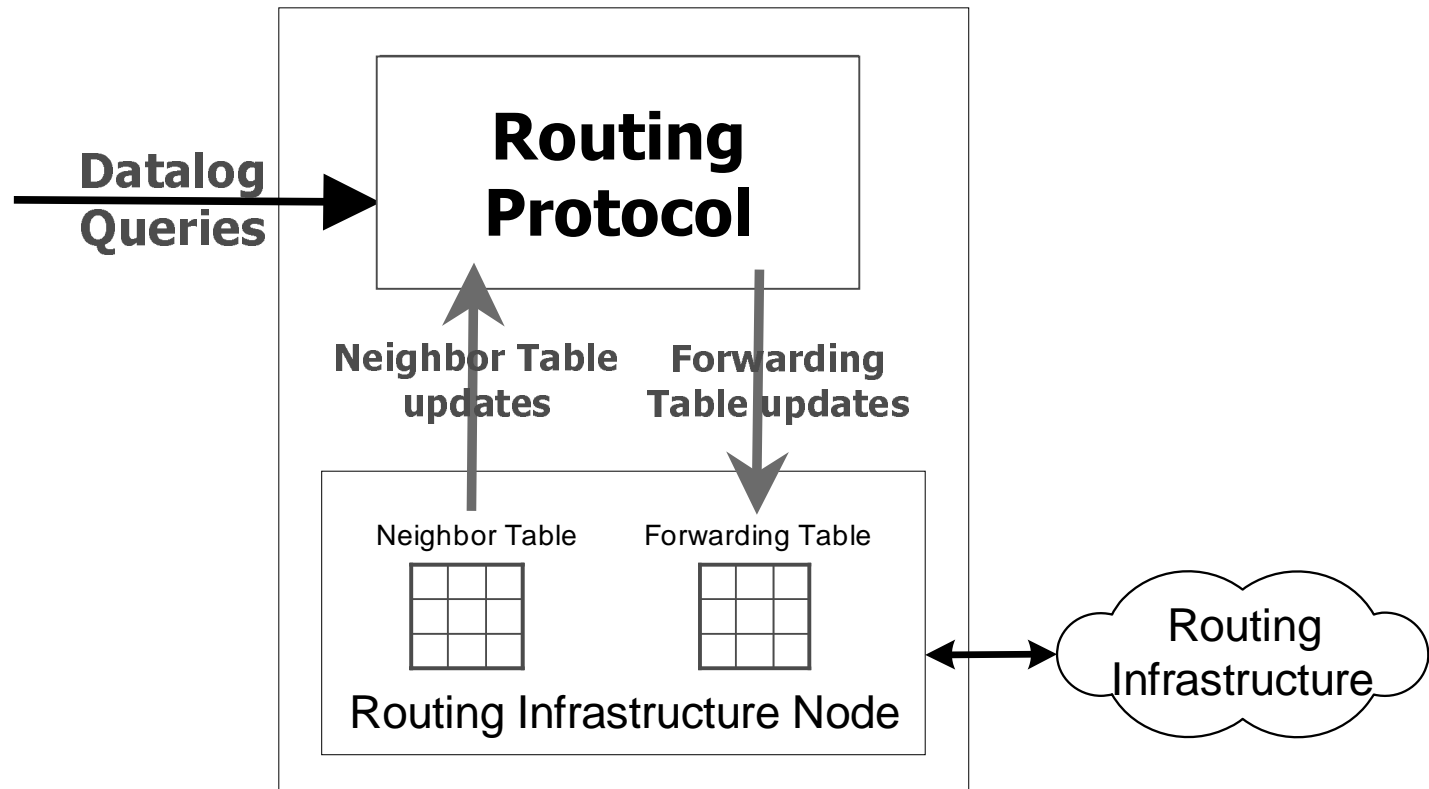 Routing
Protocol
Datalog
Queries
Neighbor Table
updates
Forwarding
Table updates
Neighbor Table
Forwarding Table
Routing Infrastructure Node
Routing
Infrastructure